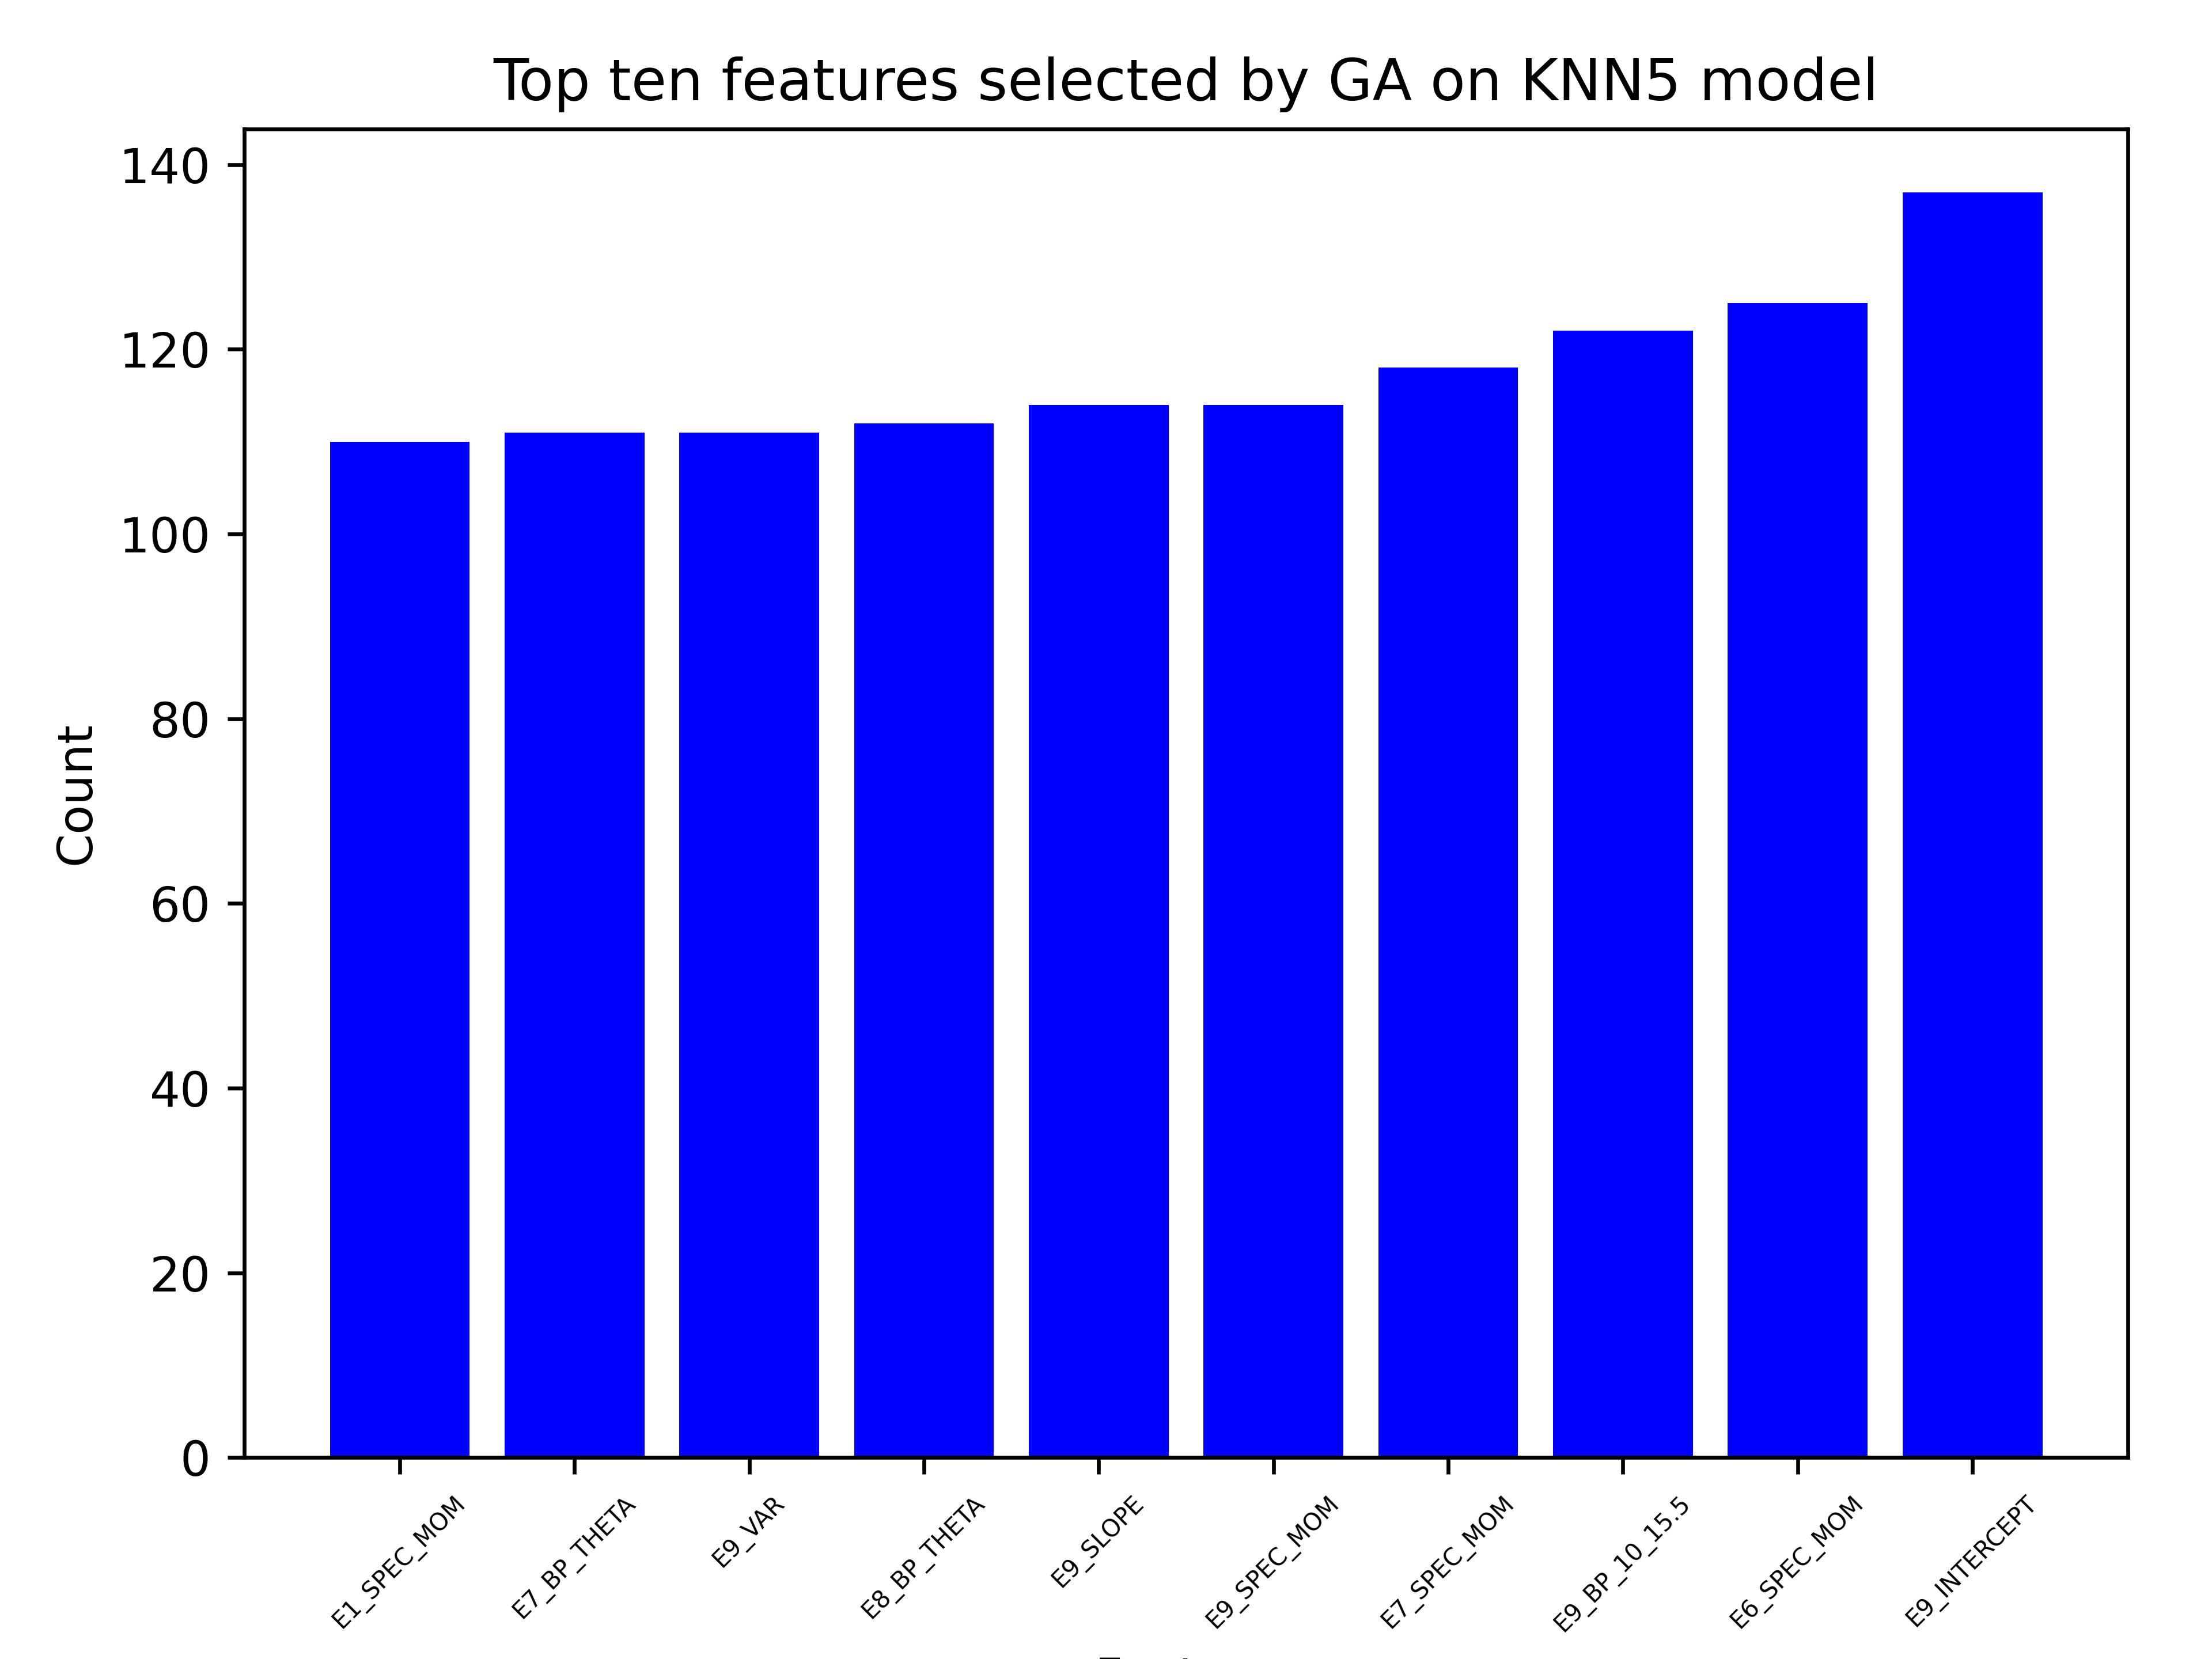 Top ten features selected by GA on KNN5 model
140
120
100
80
60
40
20
0
Count
E1_SPEC_MOM
E7_BP_THETA
E9_VAR
E8_BP_THETA
E9_SLOPE
E9_SPEC_MOM
E7_SPEC_MOM
E9_BP_10_15.5
E6_SPEC_MOM
E9_INTERCEPT